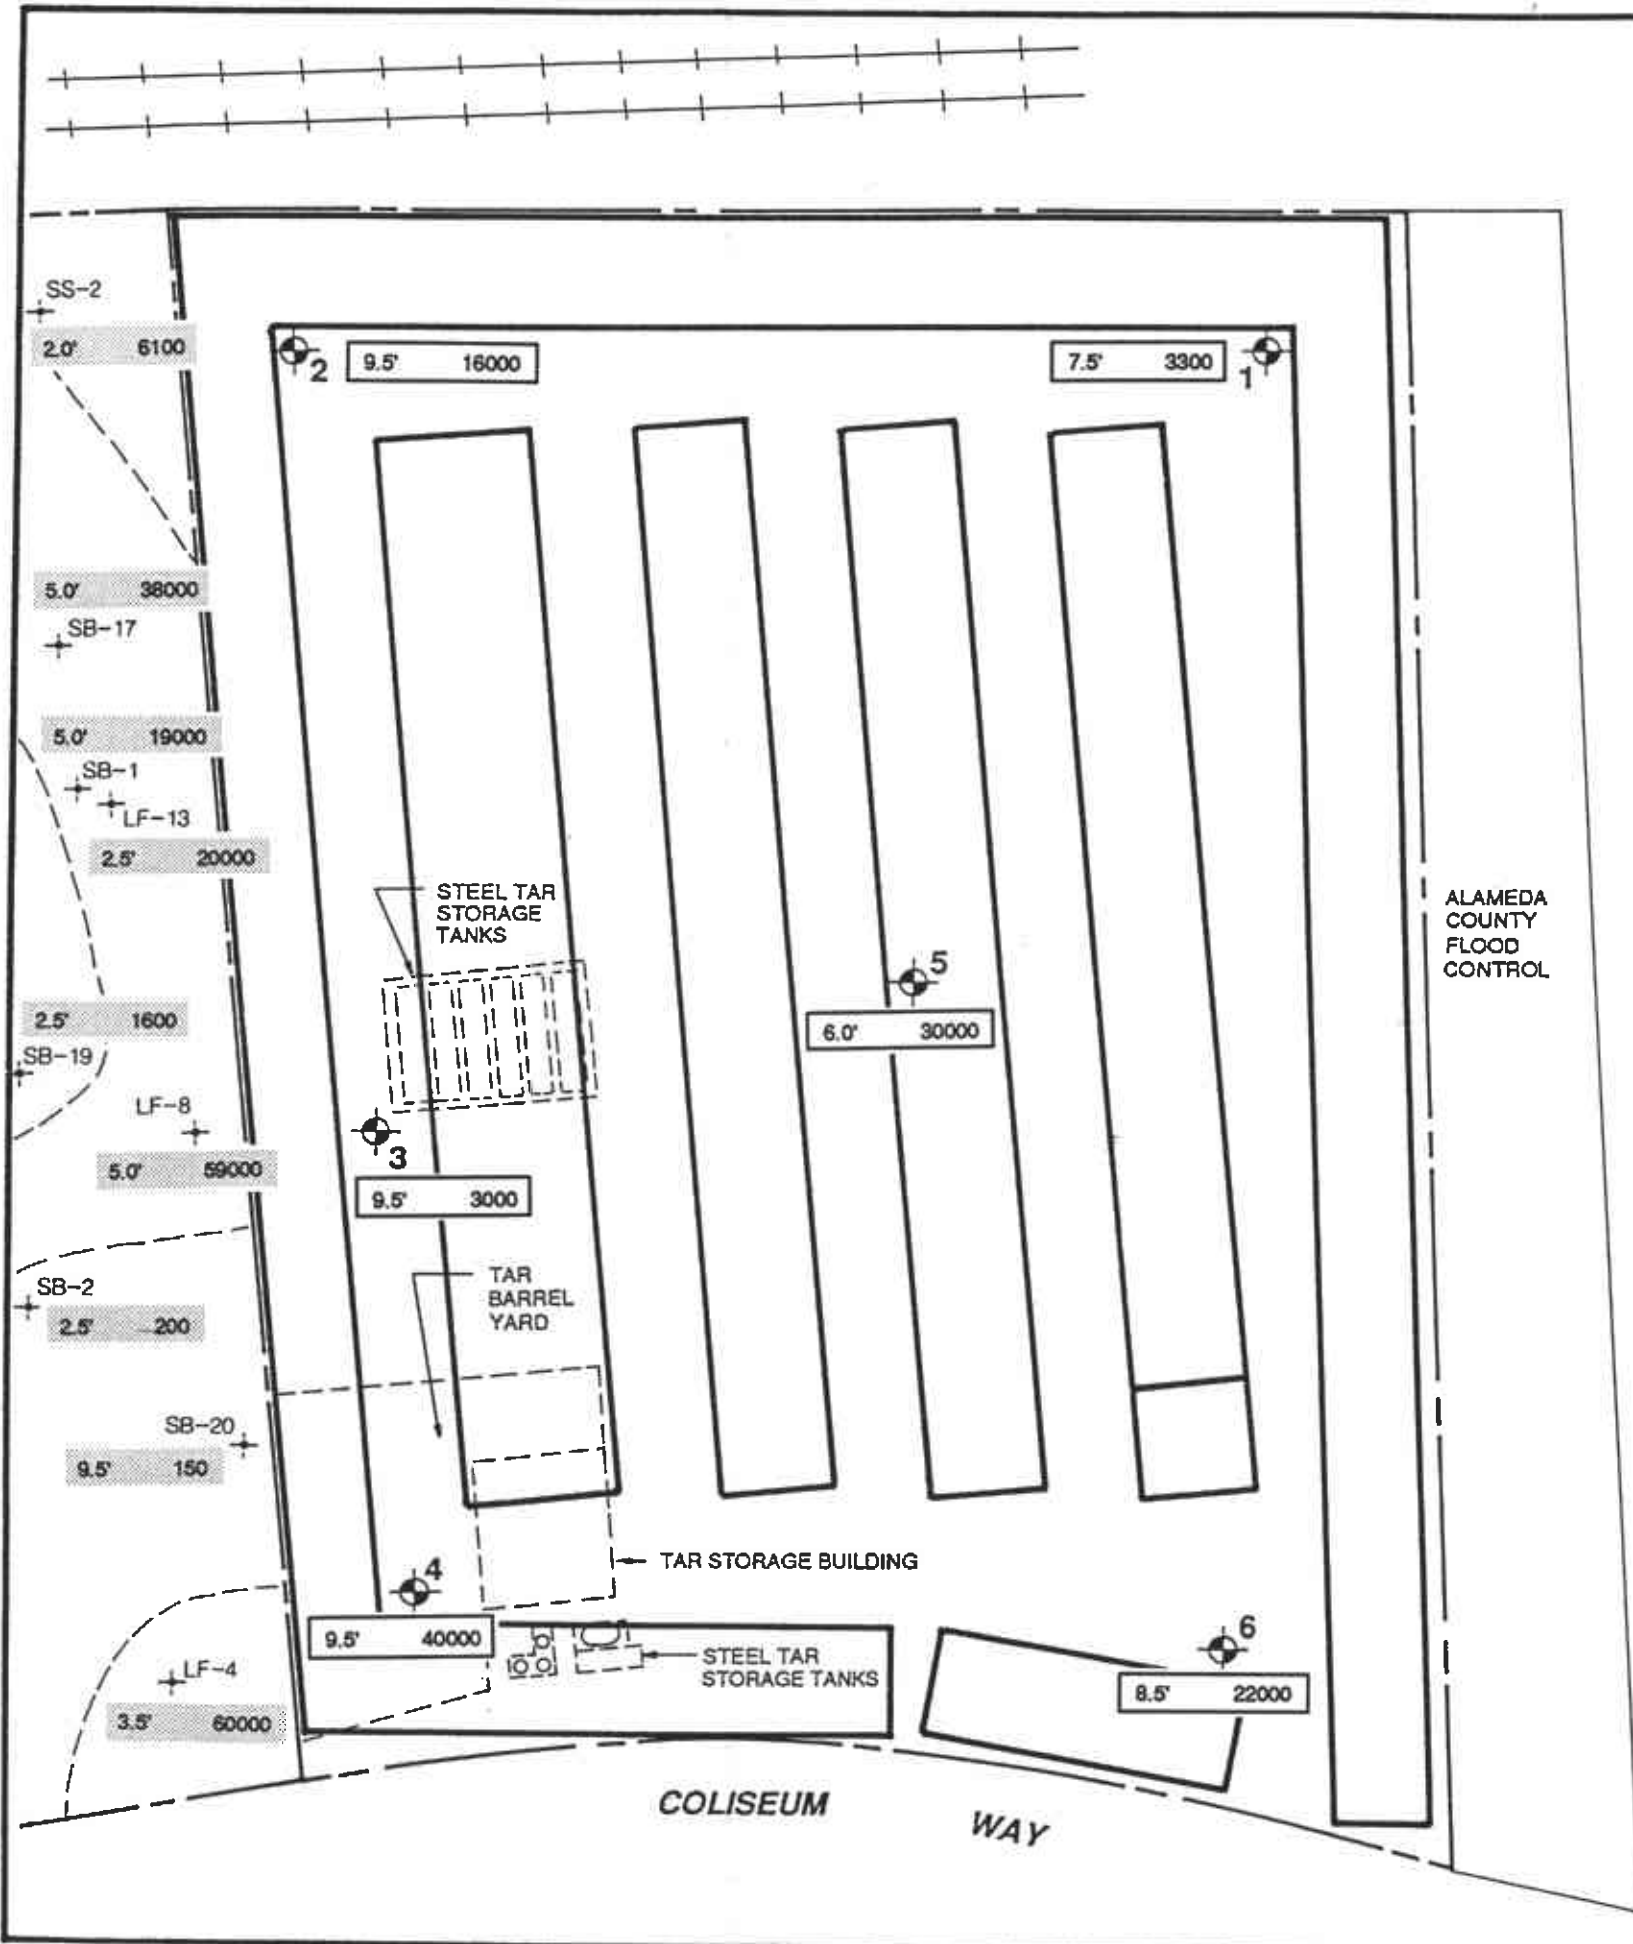 SS-2
2.0' 6100
2 9.5' 16000
7.5' 3300 1
5.0' 38000
SB-17
5.0' 19000
SB-1
LF-13
2.5' 20000
STEEL TAR
STORAGE
TANKS
ALAMEDA
COUNTY
FLOOD
CONTROL
5
6.0' 30000
2.5' 1600
SB-19
LF-8
5.0' 59000
3
9.5' 3000
TAR
BARREL
YARD
SB-2
2.5' 200
SB-20
9.5' 150
TAR STORAGE BUILDING
4
9.5' 40000
STEEL TAR
STORAGE TANKS
6
8.5' 22000
LF-4
3.5' 60000
COLISEUM WAY